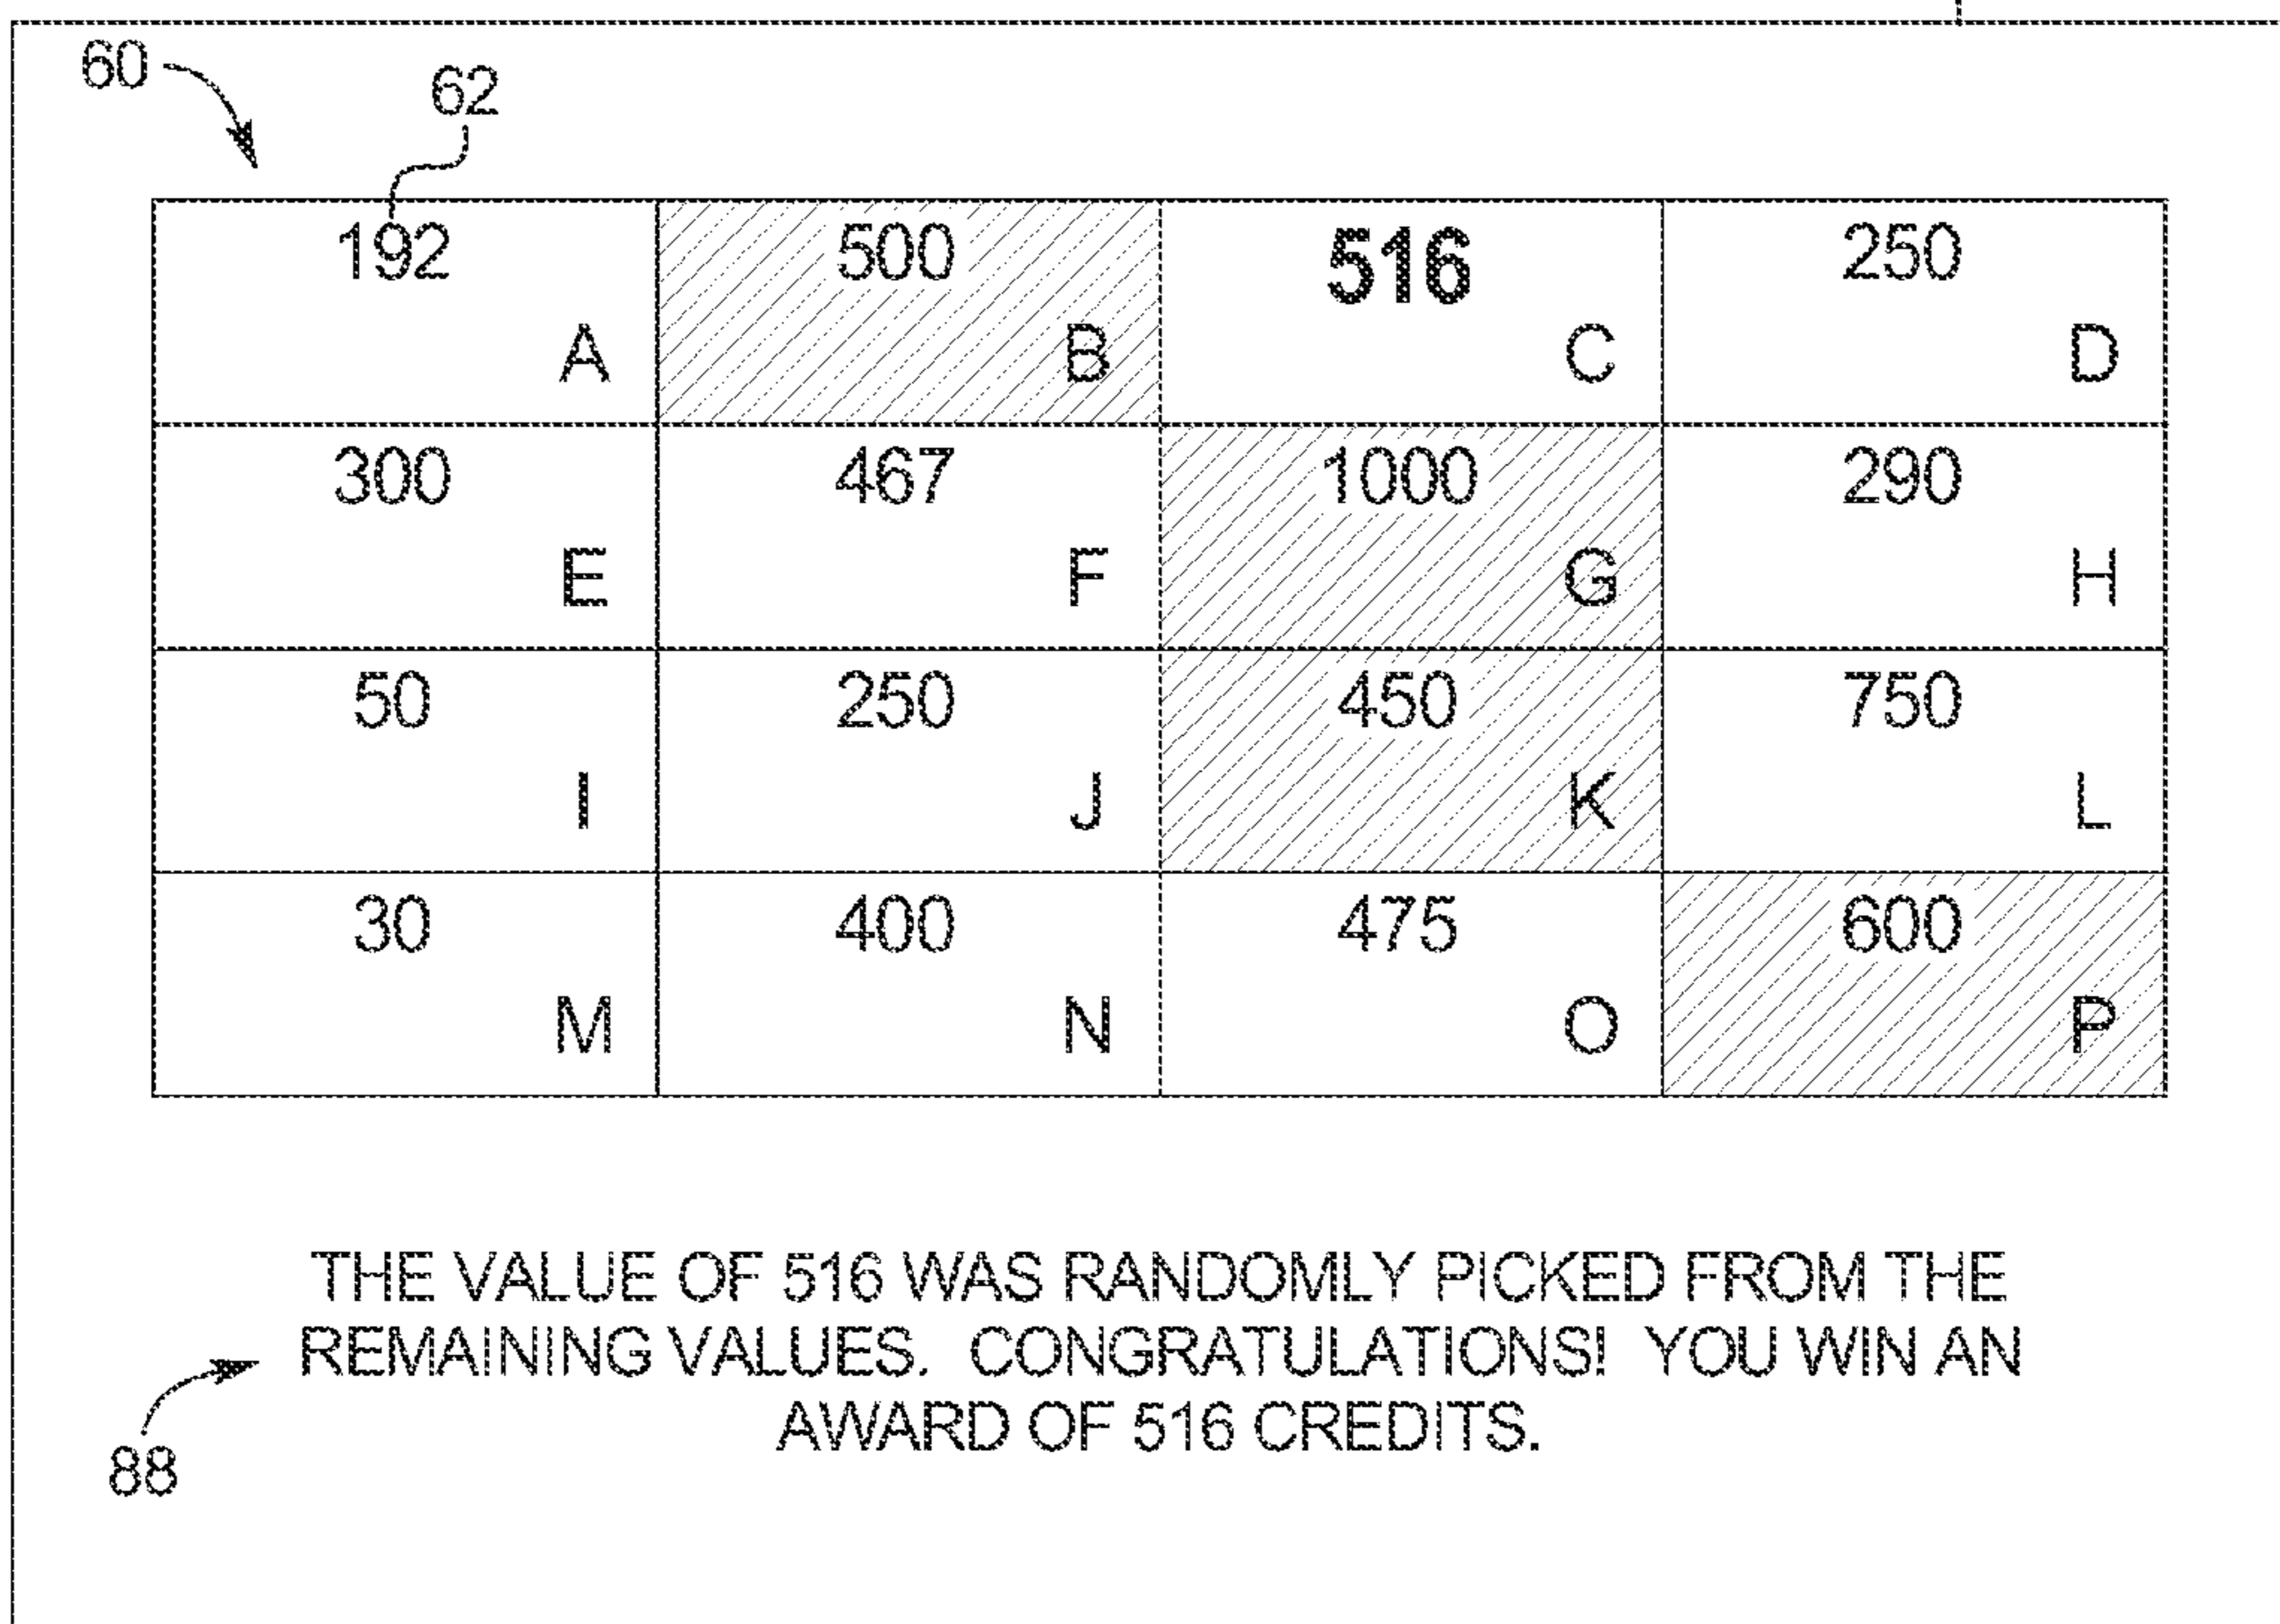 60
62
192 500 516 250
A B C D
300 467 1000 290
E F G H
50 250 450 750
I J K L
30 400 475 600
M N O P
THE VALUE OF 516 WAS RANDOMLY PICKED FROM THE
REMAINING VALUES. CONGRATULATIONS! YOU WIN AN
AWARD OF 516 CREDITS.
88